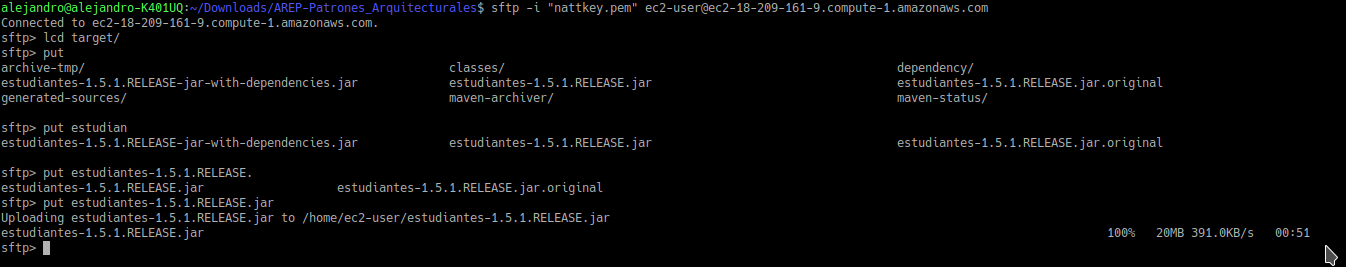 alejandro@alejandro-K401UQ:~/Downloads/AREP-Patrones_Arquitecturales$ sftp -i "nattkey.pem" ec2-user@ec2-18-209-161-9.compute-1.amazonaws.com
Connected to ec2-18-209-161-9.compute-1.amazonaws.com.
sftp> lcd target/
sftp> put
archive-tmp/ classes/ dependency/
estudiantes-1.5.1.RELEASE-jar-with-dependencies.jar estudiantes-1.5.1.RELEASE.jar estudiantes-1.5.1.RELEASE.jar.original
generated-sources/ maven-archiver/ maven-status/
sftp> put estudian
estudiantes-1.5.1.RELEASE-jar-with-dependencies.jar estudiantes-1.5.1.RELEASE.jar estudiantes-1.5.1.RELEASE.jar.original
sftp> put estudiantes-1.5.1.RELEASE.
estudiantes-1.5.1.RELEASE.jar estudiantes-1.5.1.RELEASE.jar.original
sftp> put estudiantes-1.5.1.RELEASE.jar
Uploading estudiantes-1.5.1.RELEASE.jar to /home/ec2-user/estudiantes-1.5.1.RELEASE.jar
estudiantes-1.5.1.RELEASE.jar 100% 20MB 391.0KB/s 00:51
sftp>